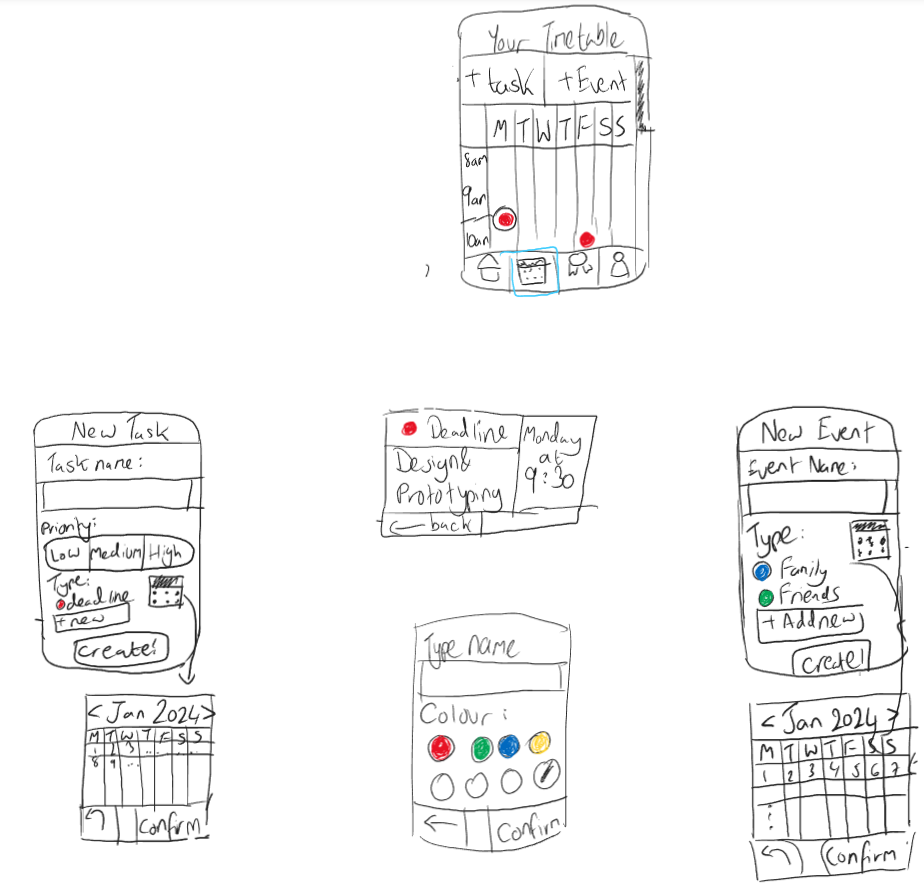 Your Timetable
+ task +Event
M T W T F S S
8am
9am
10am
New Task
Task name:
Priority:
Low Medium High
Type:
deadline
+new
Create!
< Jan 2024 >
M T W T F S S
1 2 3 ...
8 9 ...
Confirm
Deadline
Design &
Prototyping
Monday
at
9:30
← back
Type Name
Colour:
← Confirm
New Event
Event Name:
Type:
Family
Friends
+ Add new
Create!
< Jan 2024 >
M T W T F S S
1 2 3 4 5 6 7
Confirm